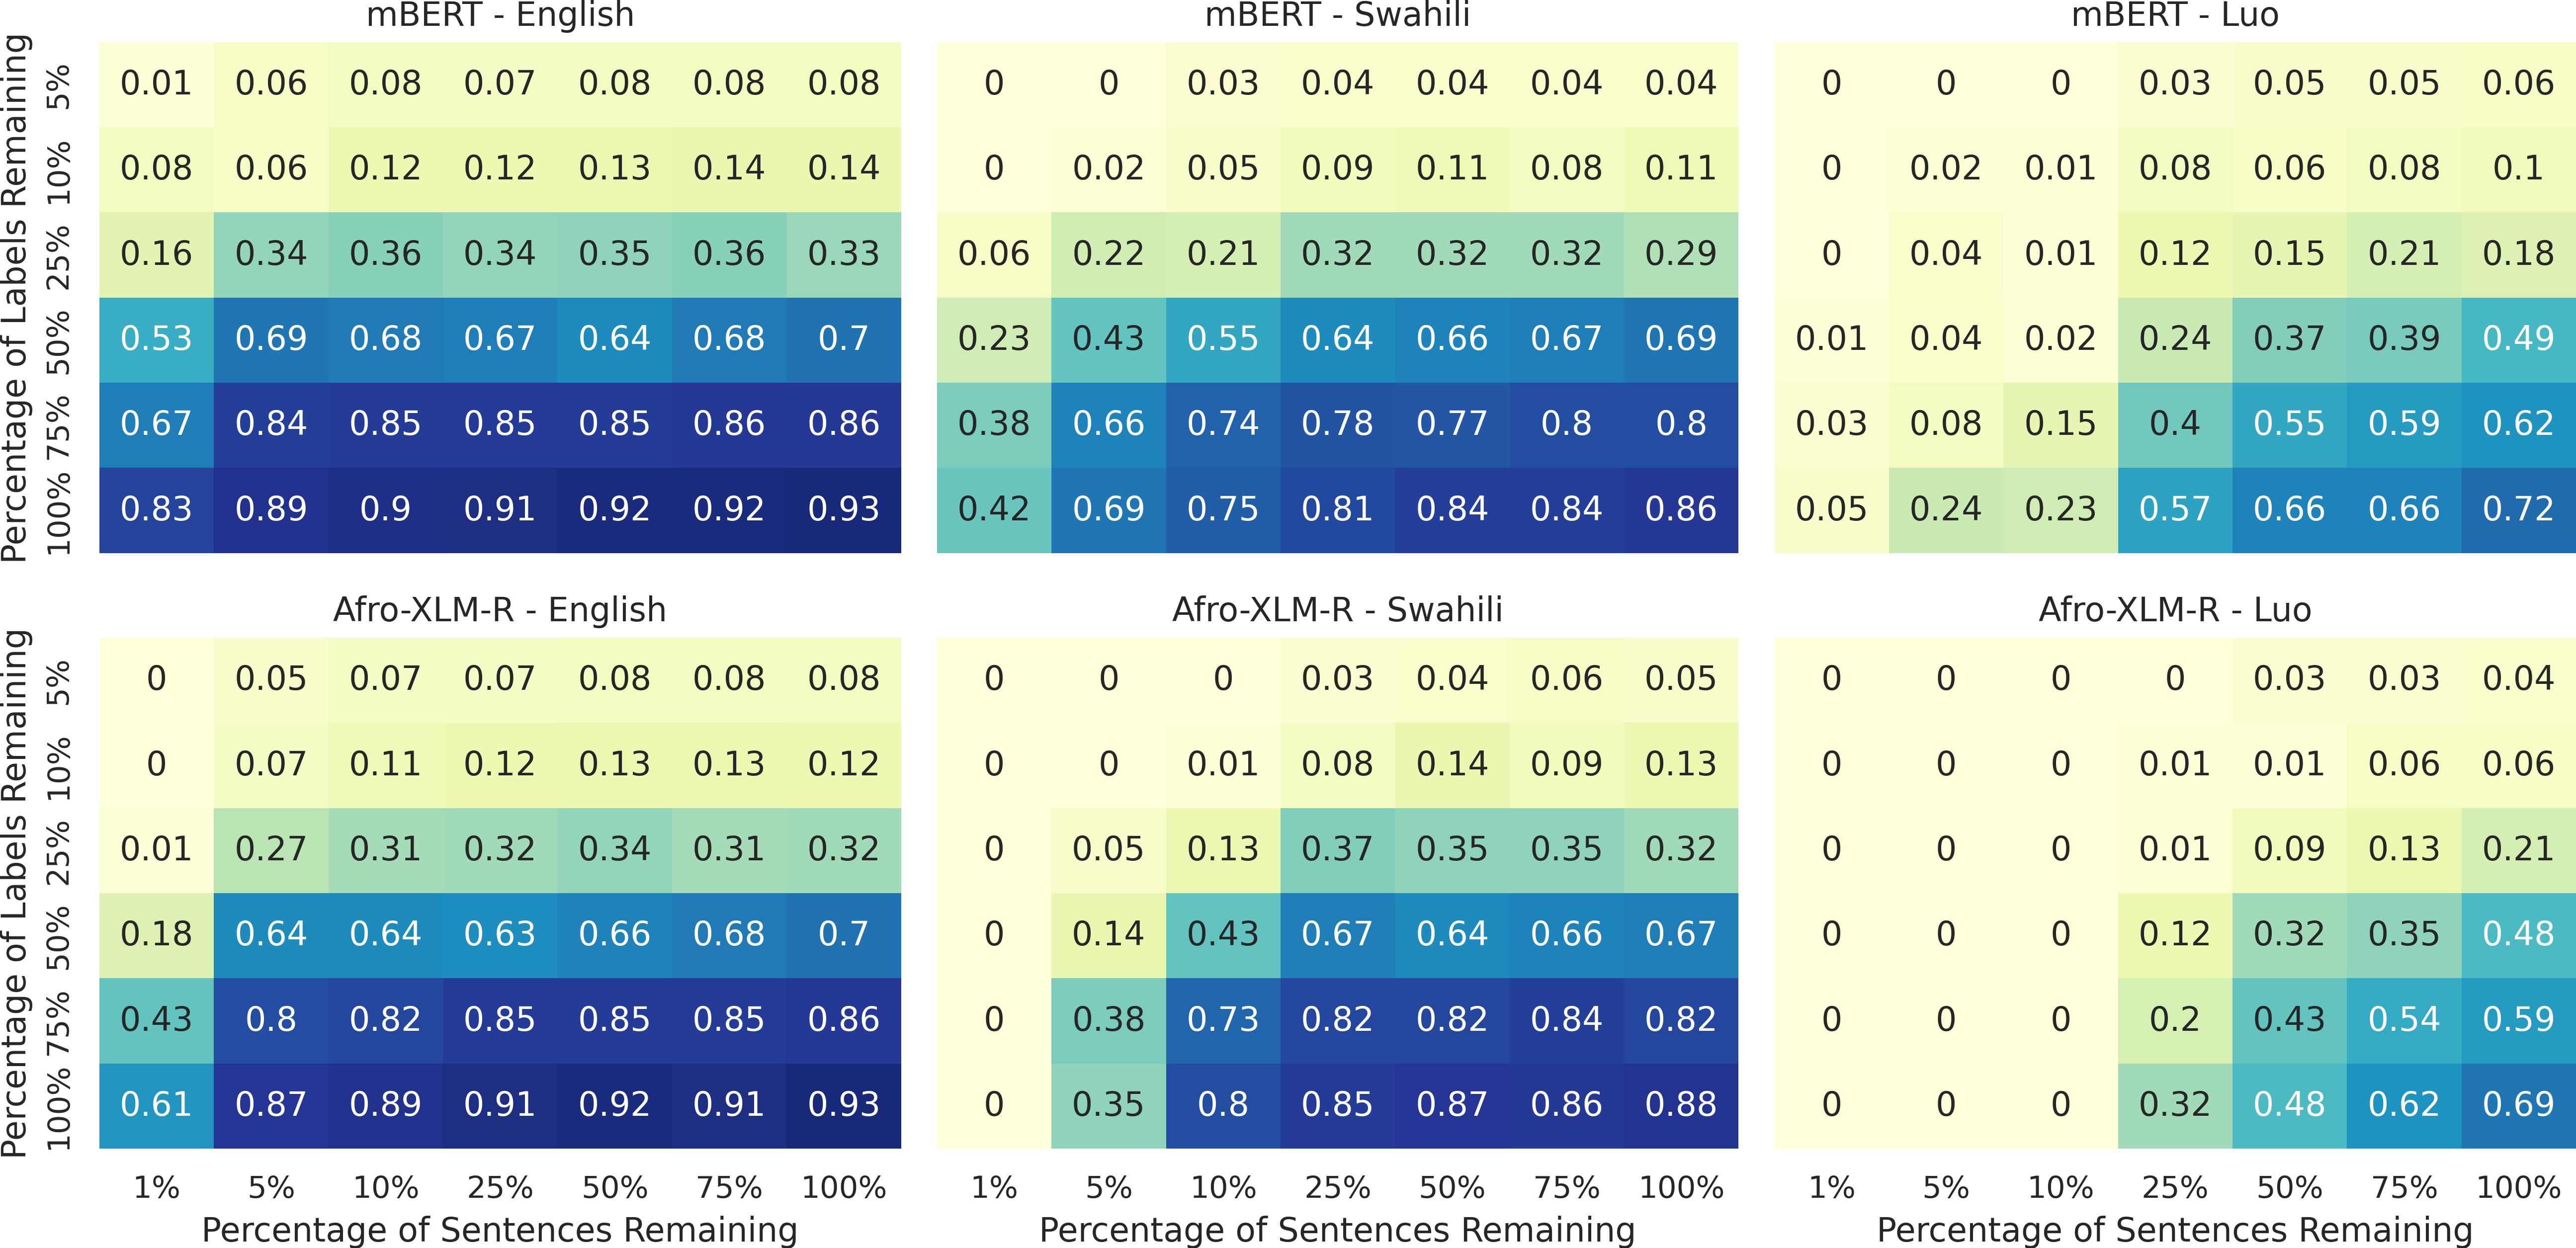 mBERT - English mBERT - Swahili mBERT - Luo
Percentage of Labels Remaining
5% 0.01 0.06 0.08 0.07 0.08 0.08 0.08 0 0 0.03 0.04 0.04 0.04 0.04 0 0 0 0.03 0.05 0.05 0.06
10% 0.08 0.06 0.12 0.12 0.13 0.14 0.14 0 0.02 0.05 0.09 0.11 0.08 0.11 0 0.02 0.01 0.08 0.06 0.08 0.1
25% 0.16 0.34 0.36 0.34 0.35 0.36 0.33 0.06 0.22 0.21 0.32 0.32 0.32 0.29 0 0.04 0.01 0.12 0.15 0.21 0.18
50% 0.53 0.69 0.68 0.67 0.64 0.68 0.7 0.23 0.43 0.55 0.64 0.66 0.67 0.69 0.01 0.04 0.02 0.24 0.37 0.39 0.49
75% 0.67 0.84 0.85 0.85 0.85 0.86 0.86 0.38 0.66 0.74 0.78 0.77 0.8 0.8 0.03 0.08 0.15 0.4 0.55 0.59 0.62
100% 0.83 0.89 0.9 0.91 0.92 0.92 0.93 0.42 0.69 0.75 0.81 0.84 0.84 0.86 0.05 0.24 0.23 0.57 0.66 0.66 0.72
Afro-XLM-R - English Afro-XLM-R - Swahili Afro-XLM-R - Luo
Percentage of Labels Remaining
5% 0 0.05 0.07 0.07 0.08 0.08 0.08 0 0 0 0.03 0.04 0.06 0.05 0 0 0 0 0.03 0.03 0.04
10% 0 0.07 0.11 0.12 0.13 0.13 0.12 0 0 0.01 0.08 0.14 0.09 0.13 0 0 0 0.01 0.01 0.06 0.06
25% 0.01 0.27 0.31 0.32 0.34 0.31 0.32 0 0.05 0.13 0.37 0.35 0.35 0.32 0 0 0 0.01 0.09 0.13 0.21
50% 0.18 0.64 0.64 0.63 0.66 0.68 0.7 0 0.14 0.43 0.67 0.64 0.66 0.67 0 0 0 0.12 0.32 0.35 0.48
75% 0.43 0.8 0.82 0.85 0.85 0.85 0.86 0 0.38 0.73 0.82 0.82 0.84 0.82 0 0 0 0.2 0.43 0.54 0.59
100% 0.61 0.87 0.89 0.91 0.92 0.91 0.93 0 0.35 0.8 0.85 0.87 0.86 0.88 0 0 0 0.32 0.48 0.62 0.69
1% 5% 10% 25% 50% 75% 100% 1% 5% 10% 25% 50% 75% 100% 1% 5% 10% 25% 50% 75% 100%
Percentage of Sentences Remaining Percentage of Sentences Remaining Percentage of Sentences Remaining